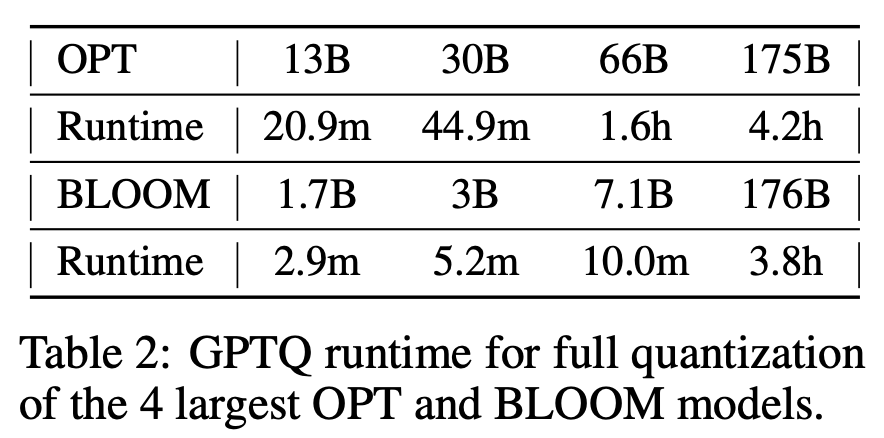 OPT 13B 30B 66B 175B
Runtime 20.9m 44.9m 1.6h 4.2h
BLOOM 1.7B 3B 7.1B 176B
Runtime 2.9m 5.2m 10.0m 3.8h
Table 2: GPTQ runtime for full quantization
of the 4 largest OPT and BLOOM models.